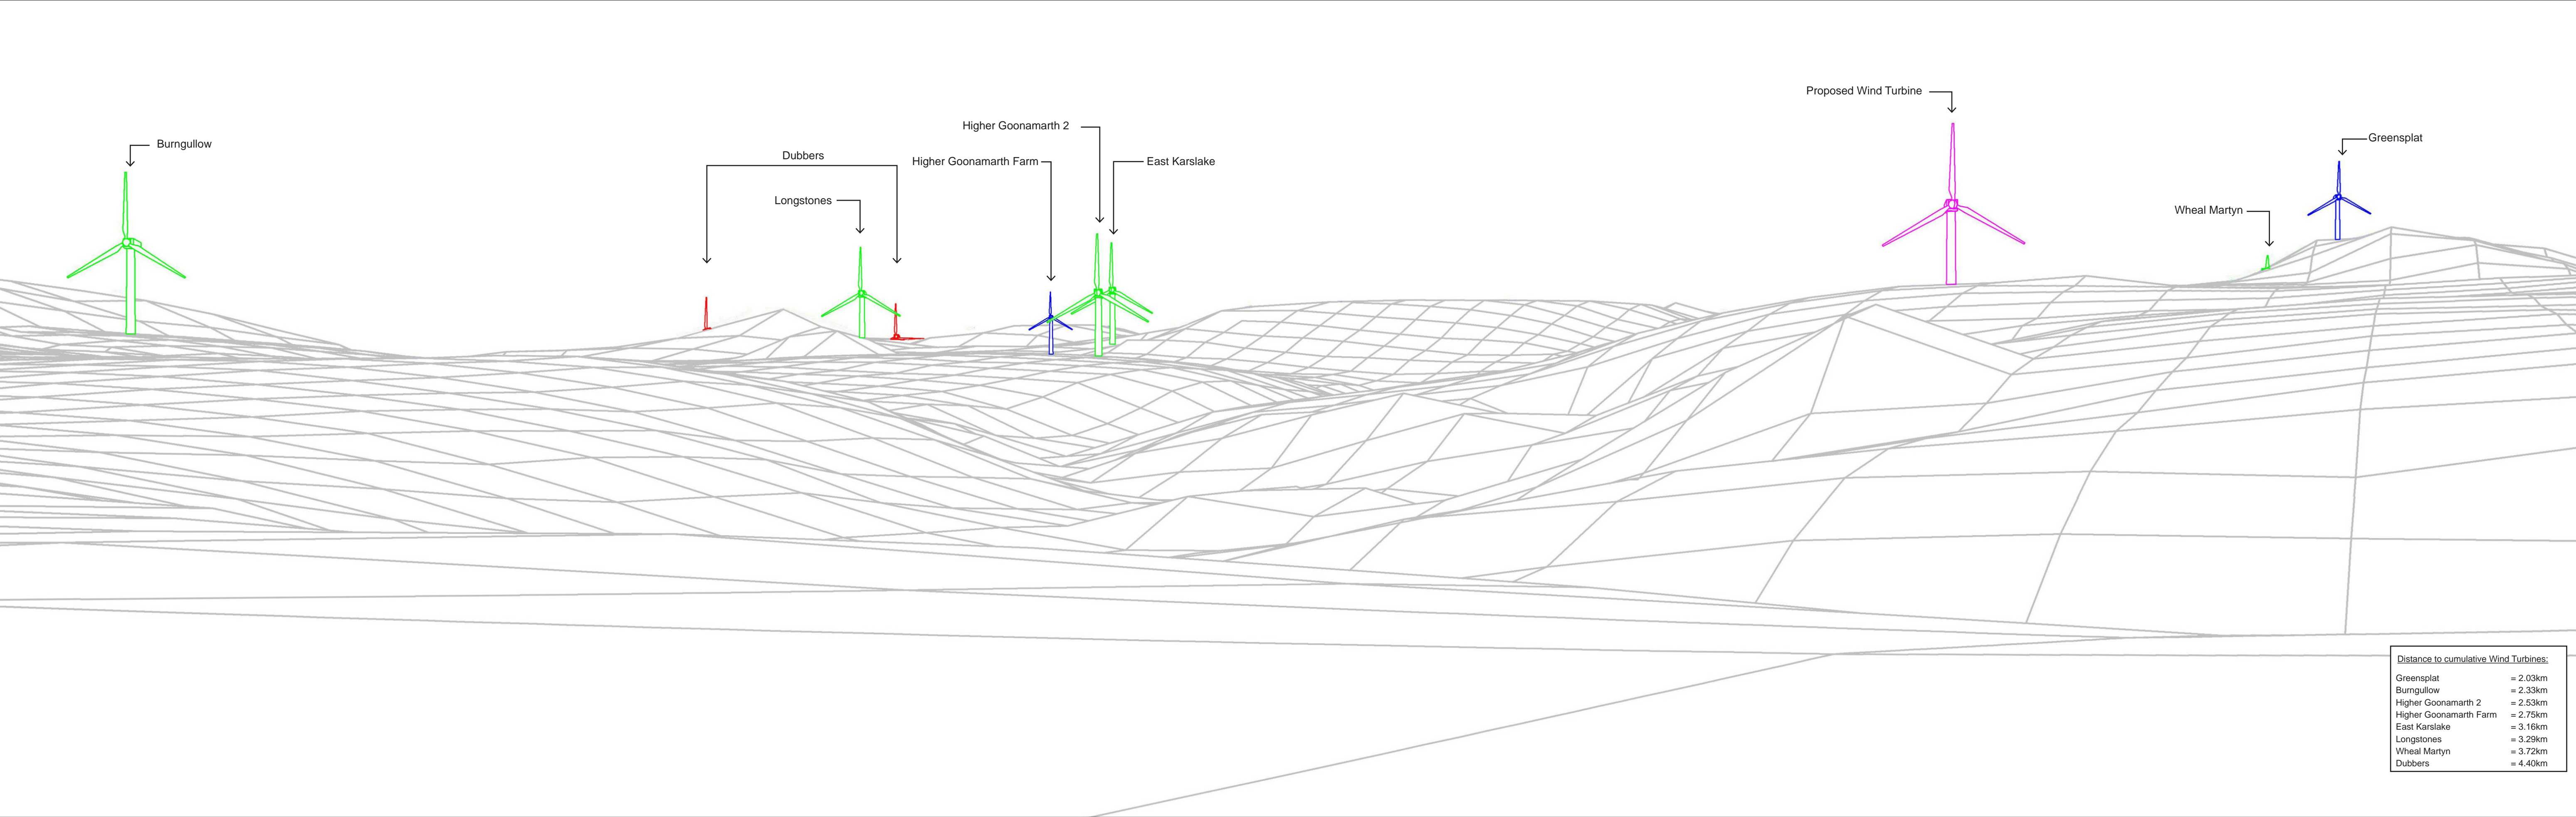 Proposed Wind Turbine
Higher Goonamarth 2
Greensplat
Burngullow
Dubbers
Higher Goonamarth Farm
East Karslake
Longstones
Wheal Martyn
Distance to cumulative Wind Turbines:
Greensplat = 2.03km
Burngullow = 2.33km
Higher Goonamarth 2 = 2.53km
Higher Goonamarth Farm = 2.75km
East Karslake = 3.16km
Longstones = 3.29km
Wheal Martyn = 3.72km
Dubbers = 4.40km